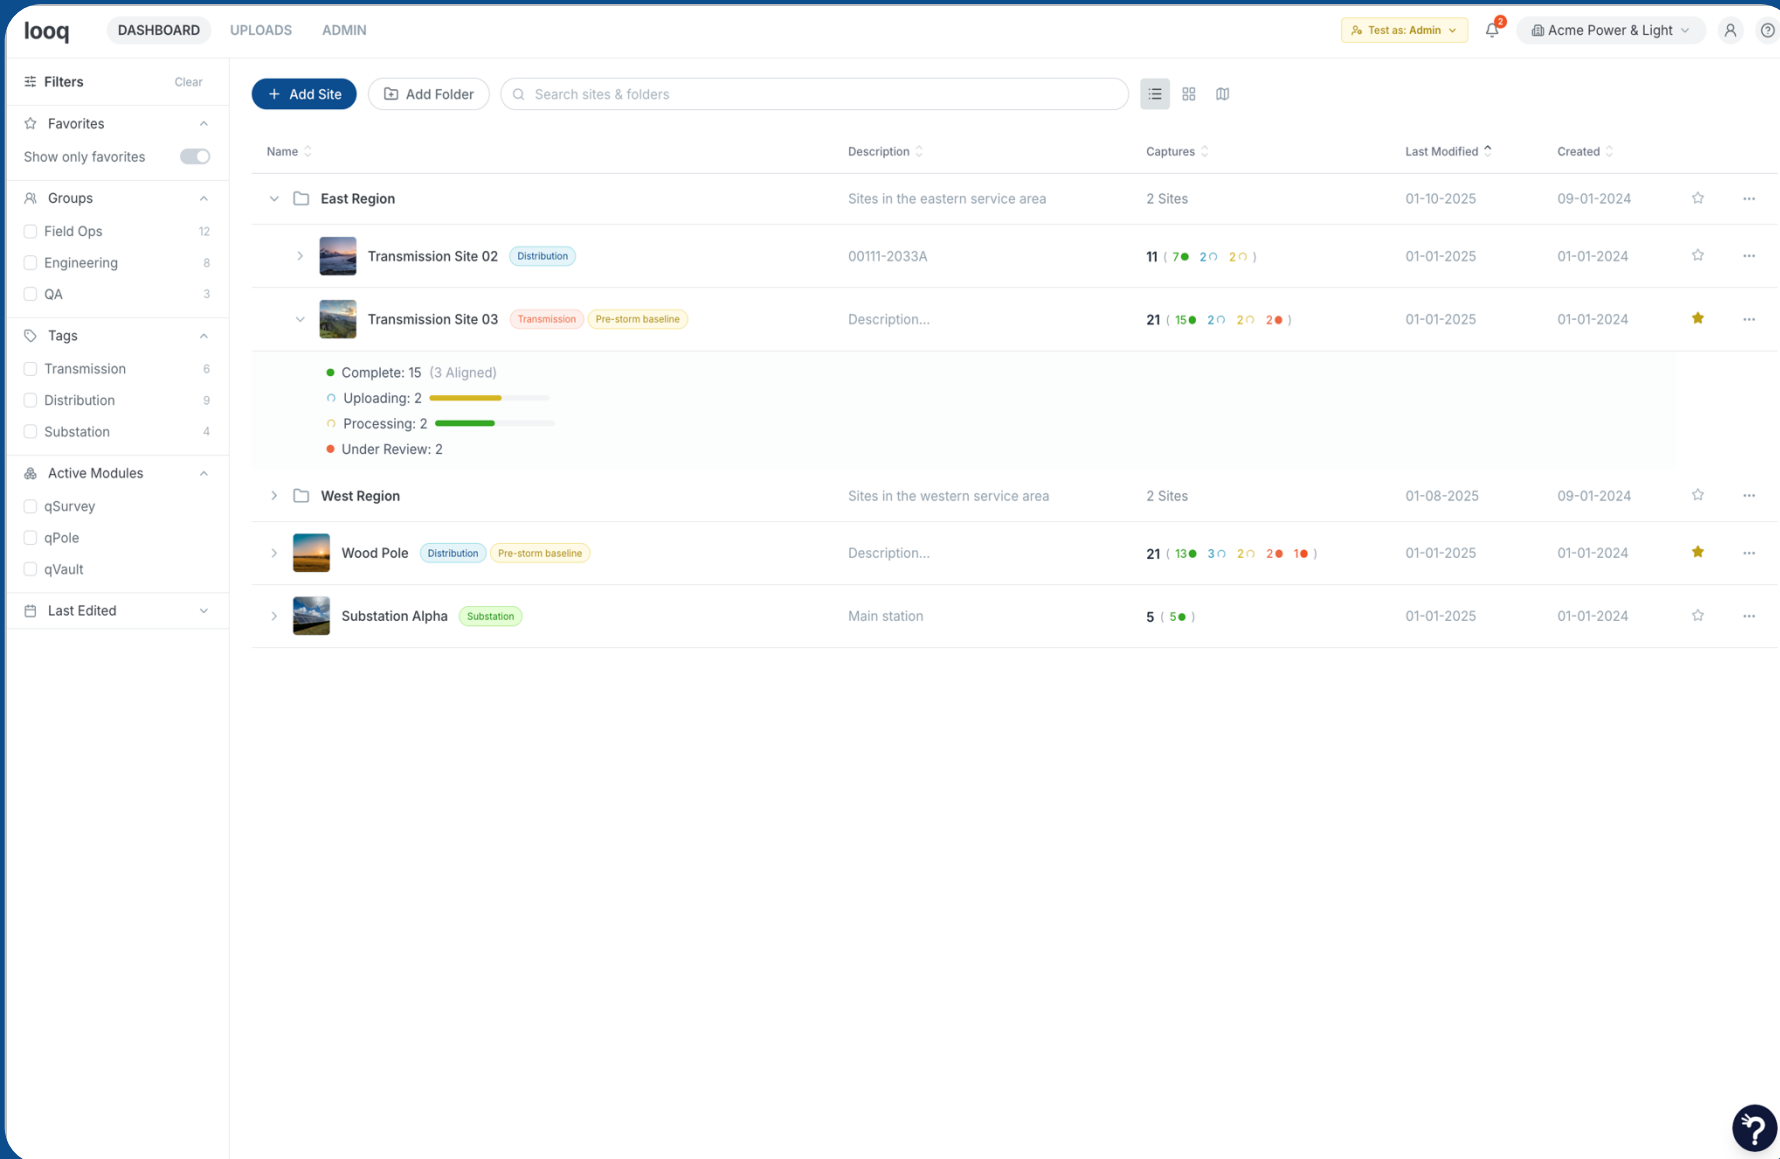 looq DASHBOARD UPLOADS ADMIN Test as: Admin 2 Acme Power & Light
Filters Clear
Favorites
Show only favorites
Groups
Field Ops 12
Engineering 8
QA 3
Tags
Transmission 6
Distribution 9
Substation 4
Active Modules
qSurvey
qPole
qVault
Last Edited
+ Add Site Add Folder Search sites & folders
Name Description Captures Last Modified Created
East Region Sites in the eastern service area 2 Sites 01-10-2025 09-01-2024
Transmission Site 02 Distribution 00111-2033A 11 ( 7 2 2 ) 01-01-2025 01-01-2024
Transmission Site 03 Transmission Pre-storm baseline Description... 21 ( 15 2 2 2 ) 01-01-2025 01-01-2024
Complete: 15 (3 Aligned)
Uploading: 2
Processing: 2
Under Review: 2
West Region Sites in the western service area 2 Sites 01-08-2025 09-01-2024
Wood Pole Distribution Pre-storm baseline Description... 21 ( 13 3 2 2 1 ) 01-01-2025 01-01-2024
Substation Alpha Substation Main station 5 ( 5 ) 01-01-2025 01-01-2024
?